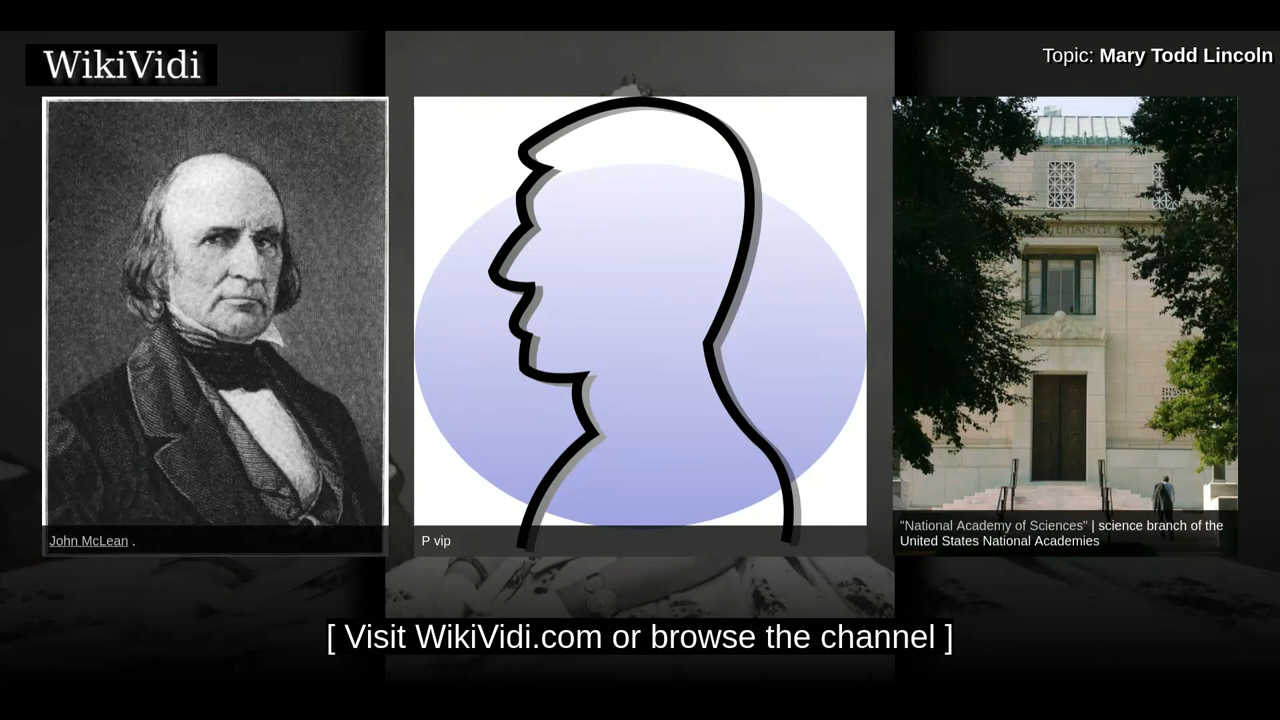 WikiVidi
Topic: Mary Todd Lincoln
John McLean .
P vip
"National Academy of Sciences" | science branch of the
United States National Academies
[ Visit WikiVidi.com or browse the channel ]